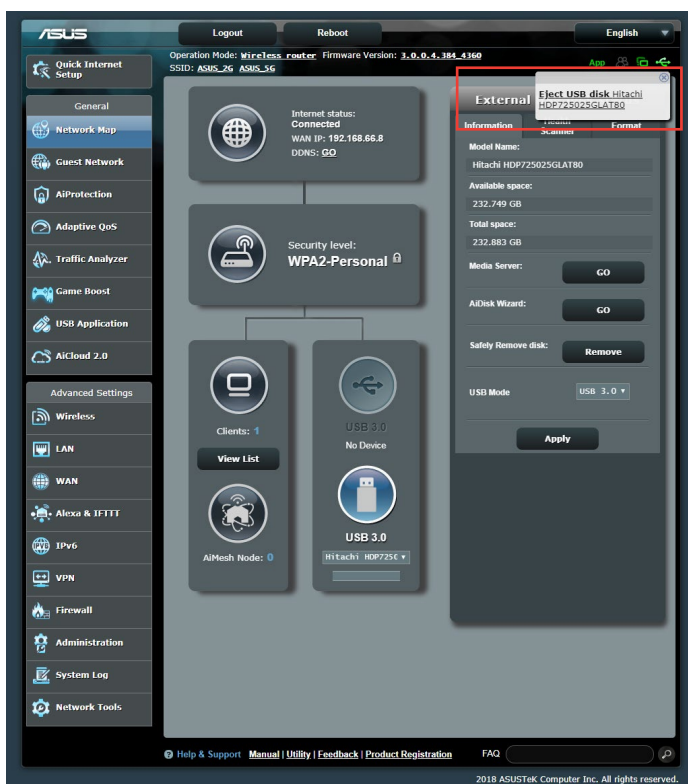 ASUS
Logout
Reboot
English
Quick Internet
Setup
Operation Mode: Wireless router Firmware Version: 3.0.0.4.384_4360
SSID: ASUS_2G ASUS_5G
App
General
Network Map
Guest Network
AiProtection
Adaptive QoS
Traffic Analyzer
Game Boost
USB Application
AiCloud 2.0
Advanced Settings
Wireless
LAN
WAN
Alexa & IFTTT
IPv6
VPN
Firewall
Administration
System Log
Network Tools
Internet status:
Connected
WAN IP: 192.168.66.8
DDNS: GO
Security level:
WPA2-Personal
Clients: 1
View List
AiMesh Node: 0
USB 3.0
No Device
USB 3.0
Hitachi HDP725(
External
Eject USB disk Hitachi
HDP725025GLAT80
Information
Health
Scanner
Format
Model Name:
Hitachi HDP725025GLAT80
Available space:
232.749 GB
Total space:
232.883 GB
Media Server:
GO
AiDisk Wizard:
GO
Safely Remove disk:
Remove
USB Mode
USB 3.0
Apply
Help & Support Manual | Utility | Feedback | Product Registration
FAQ
2018 ASUSTeK Computer Inc. All rights reserved.